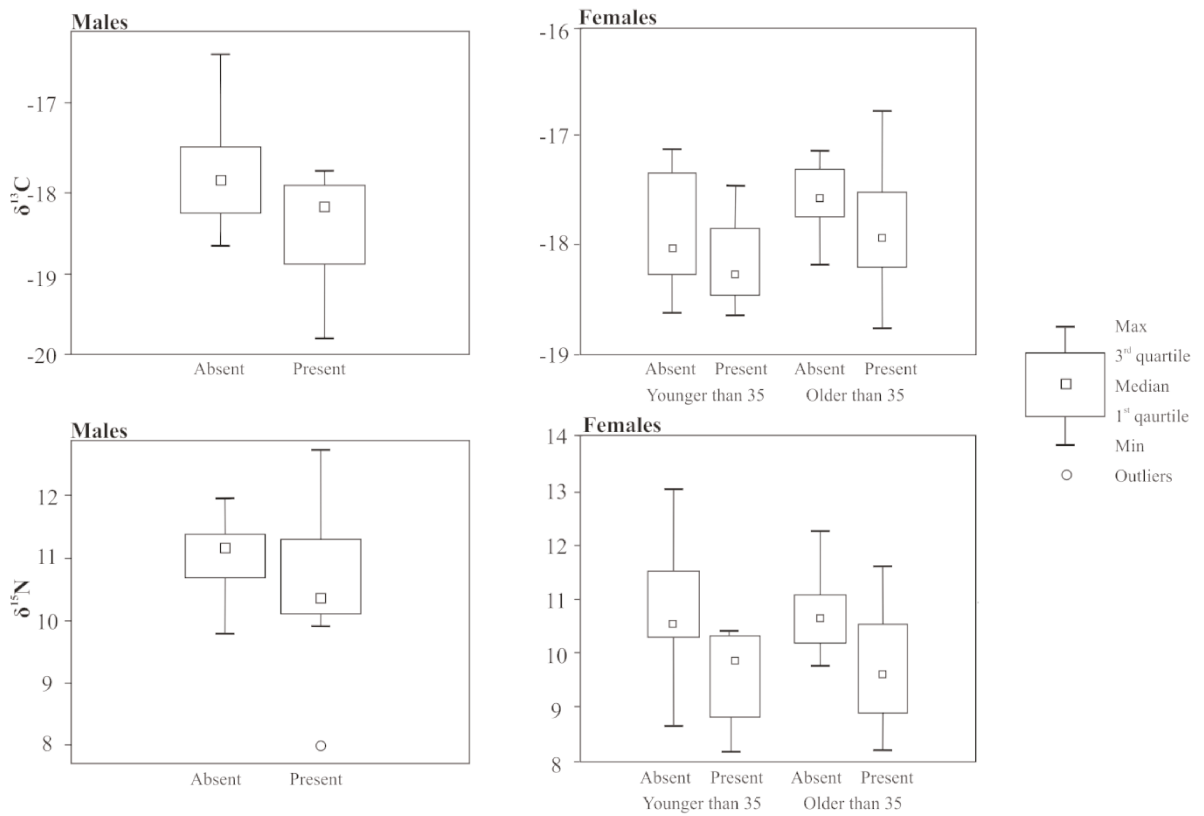 Males
δ¹³C
-17
-18
-19
-20
Absent Present
Females
-16
-17
-18
-19
Absent Present Absent Present
Younger than 35 Older than 35
Males
δ¹⁵N
12
11
10
9
8
Absent Present
Females
14
13
12
11
10
9
8
Absent Present Absent Present
Younger than 35 Older than 35
Max
3ʳᵈ quartile
Median
1ˢᵗ qaurtile
Min
Outliers